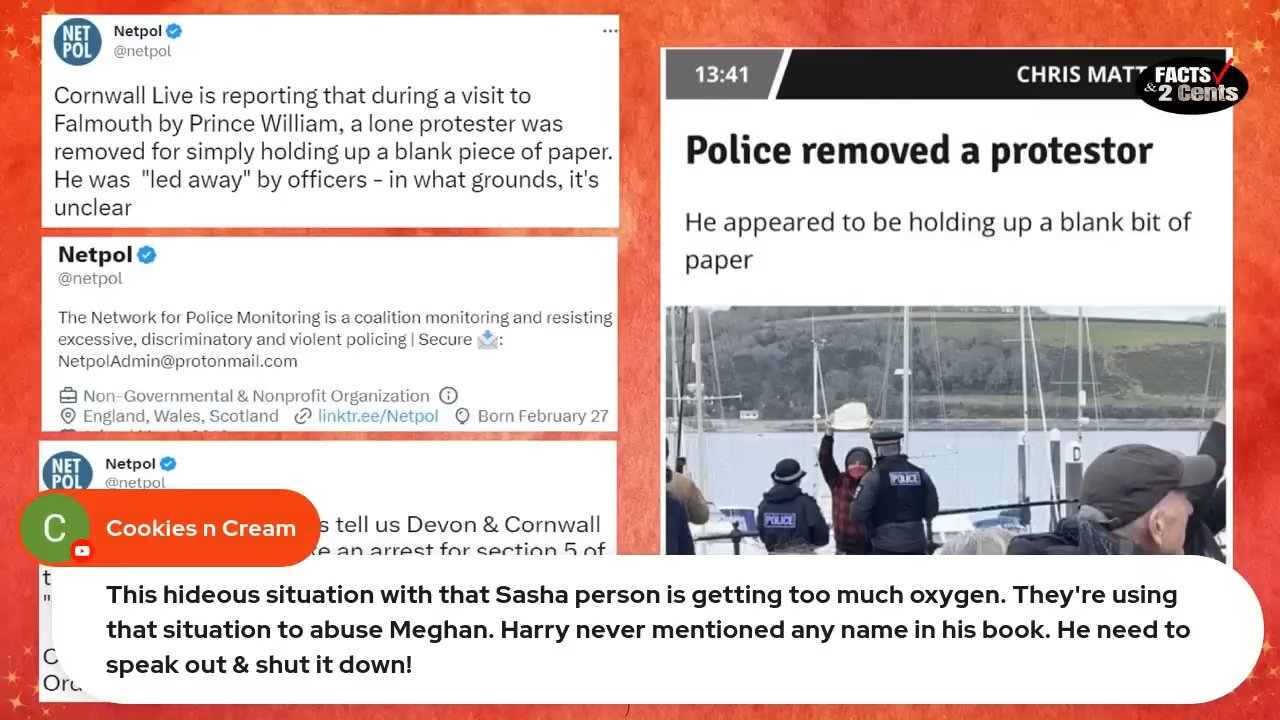 NET
POL
Netpol
@netpol
...
Cornwall Live is reporting that during a visit to
Falmouth by Prince William, a lone protester was
removed for simply holding up a blank piece of paper.
He was "led away" by officers - in what grounds, it's
unclear
Netpol
@netpol
The Network for Police Monitoring is a coalition monitoring and resisting
excessive, discriminatory and violent policing | Secure 📩:
NetpolAdmin@protonmail.com
Non-Governmental & Nonprofit Organization
England, Wales, Scotland linktr.ee/Netpol Born February 27
NET
POL
Netpol
@netpol
s tell us Devon & Cornwall
an arrest for section 5 of
13:41 CHRIS MATT
FACTS
& 2 Cents
Police removed a protestor
He appeared to be holding up a blank bit of
paper
POLICE
POLICE
D
C
Cookies n Cream
This hideous situation with that Sasha person is getting too much oxygen. They're using
that situation to abuse Meghan. Harry never mentioned any name in his book. He need to
speak out & shut it down!